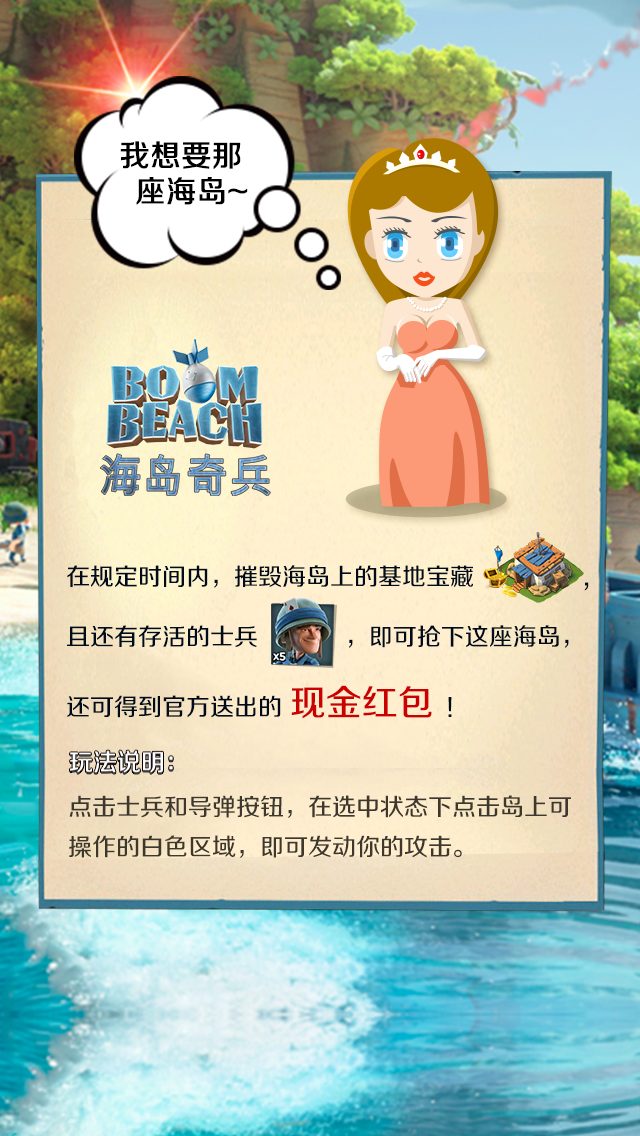 我想要那
座海岛~
BOOM
BEACH
海岛奇兵
在规定时间内，摧毁海岛上的基地宝藏，
且还有存活的士兵 x5 ，即可抢下这座海岛，
还可得到官方送出的 现金红包 ！
玩法说明：
点击士兵和导弹按钮，在选中状态下点击岛上可
操作的白色区域，即可发动你的攻击。